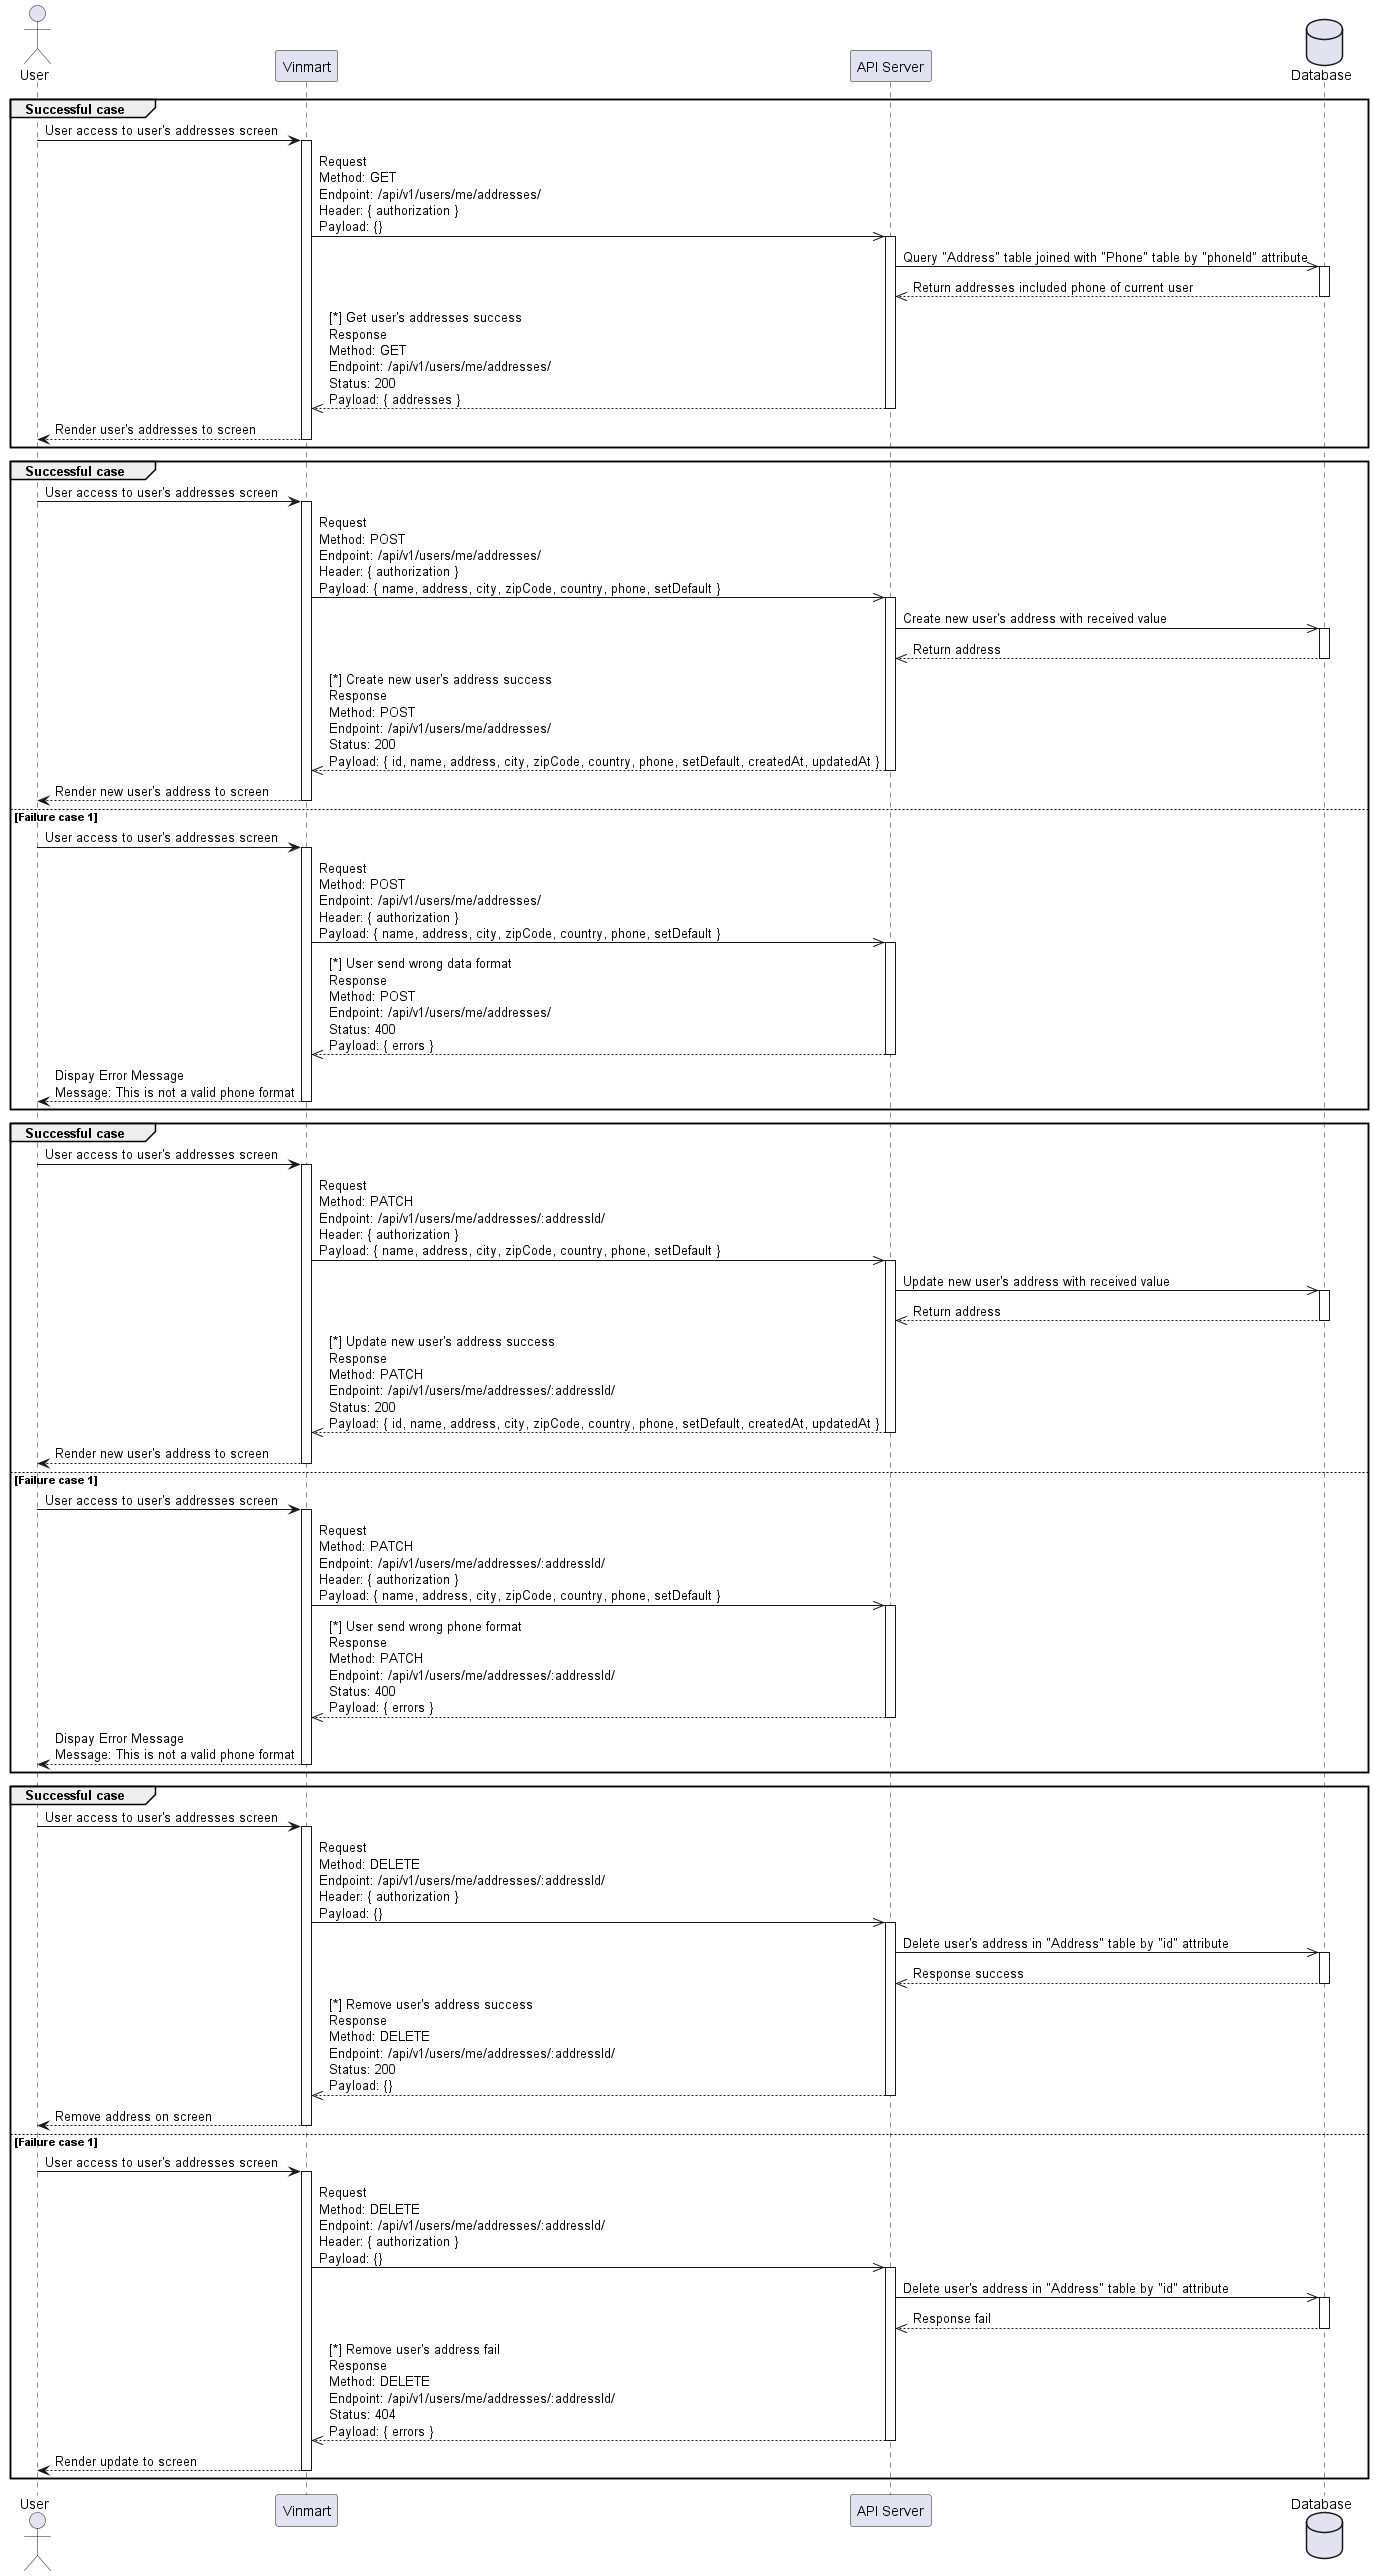 User
Vinmart
API Server
Database
Successful case
User access to user's addresses screen
Request
Method: GET
Endpoint: /api/v1/users/me/addresses/
Header: { authorization }
Payload: {}
Query "Address" table joined with "Phone" table by "phoneId" attribute
Return addresses included phone of current user
[*] Get user's addresses success
Response
Method: GET
Endpoint: /api/v1/users/me/addresses/
Status: 200
Payload: { addresses }
Render user's addresses to screen
Successful case
User access to user's addresses screen
Request
Method: POST
Endpoint: /api/v1/users/me/addresses/
Header: { authorization }
Payload: { name, address, city, zipCode, country, phone, setDefault }
Create new user's address with received value
Return address
[*] Create new user's address success
Response
Method: POST
Endpoint: /api/v1/users/me/addresses/
Status: 200
Payload: { id, name, address, city, zipCode, country, phone, setDefault, createdAt, updatedAt }
Render new user's address to screen
[Failure case 1]
User access to user's addresses screen
Request
Method: POST
Endpoint: /api/v1/users/me/addresses/
Header: { authorization }
Payload: { name, address, city, zipCode, country, phone, setDefault }
[*] User send wrong data format
Response
Method: POST
Endpoint: /api/v1/users/me/addresses/
Status: 400
Payload: { errors }
Dispay Error Message
Message: This is not a valid phone format
Successful case
User access to user's addresses screen
Request
Method: PATCH
Endpoint: /api/v1/users/me/addresses/:addressId/
Header: { authorization }
Payload: { name, address, city, zipCode, country, phone, setDefault }
Update new user's address with received value
Return address
[*] Update new user's address success
Response
Method: PATCH
Endpoint: /api/v1/users/me/addresses/:addressId/
Status: 200
Payload: { id, name, address, city, zipCode, country, phone, setDefault, createdAt, updatedAt }
Render new user's address to screen
[Failure case 1]
User access to user's addresses screen
Request
Method: PATCH
Endpoint: /api/v1/users/me/addresses/:addressId/
Header: { authorization }
Payload: { name, address, city, zipCode, country, phone, setDefault }
[*] User send wrong phone format
Response
Method: PATCH
Endpoint: /api/v1/users/me/addresses/:addressId/
Status: 400
Payload: { errors }
Dispay Error Message
Message: This is not a valid phone format
Successful case
User access to user's addresses screen
Request
Method: DELETE
Endpoint: /api/v1/users/me/addresses/:addressId/
Header: { authorization }
Payload: {}
Delete user's address in "Address" table by "id" attribute
Response success
[*] Remove user's address success
Response
Method: DELETE
Endpoint: /api/v1/users/me/addresses/:addressId/
Status: 200
Payload: {}
Remove address on screen
[Failure case 1]
User access to user's addresses screen
Request
Method: DELETE
Endpoint: /api/v1/users/me/addresses/:addressId/
Header: { authorization }
Payload: {}
Delete user's address in "Address" table by "id" attribute
Response fail
[*] Remove user's address fail
Response
Method: DELETE
Endpoint: /api/v1/users/me/addresses/:addressId/
Status: 404
Payload: { errors }
Render update to screen
User
Vinmart
API Server
Database